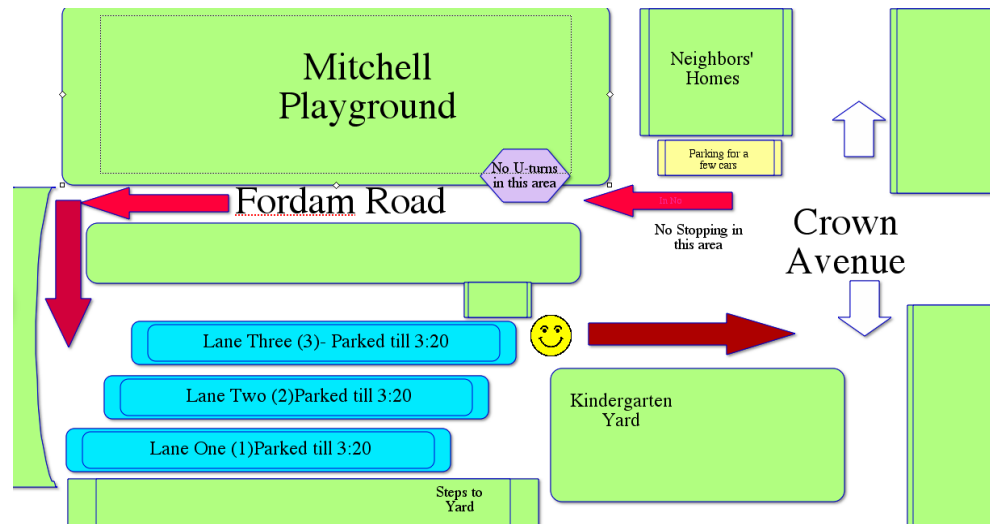 Mitchell
Playground
Neighbors'
Homes
Parking for a
few cars
No U-turns
in this area
Fordam Road
In No
No Stopping in
this area
Crown
Avenue
Lane Three (3)- Parked till 3:20
Lane Two (2)Parked till 3:20
Lane One (1)Parked till 3:20
Kindergarten
Yard
Steps to
Yard